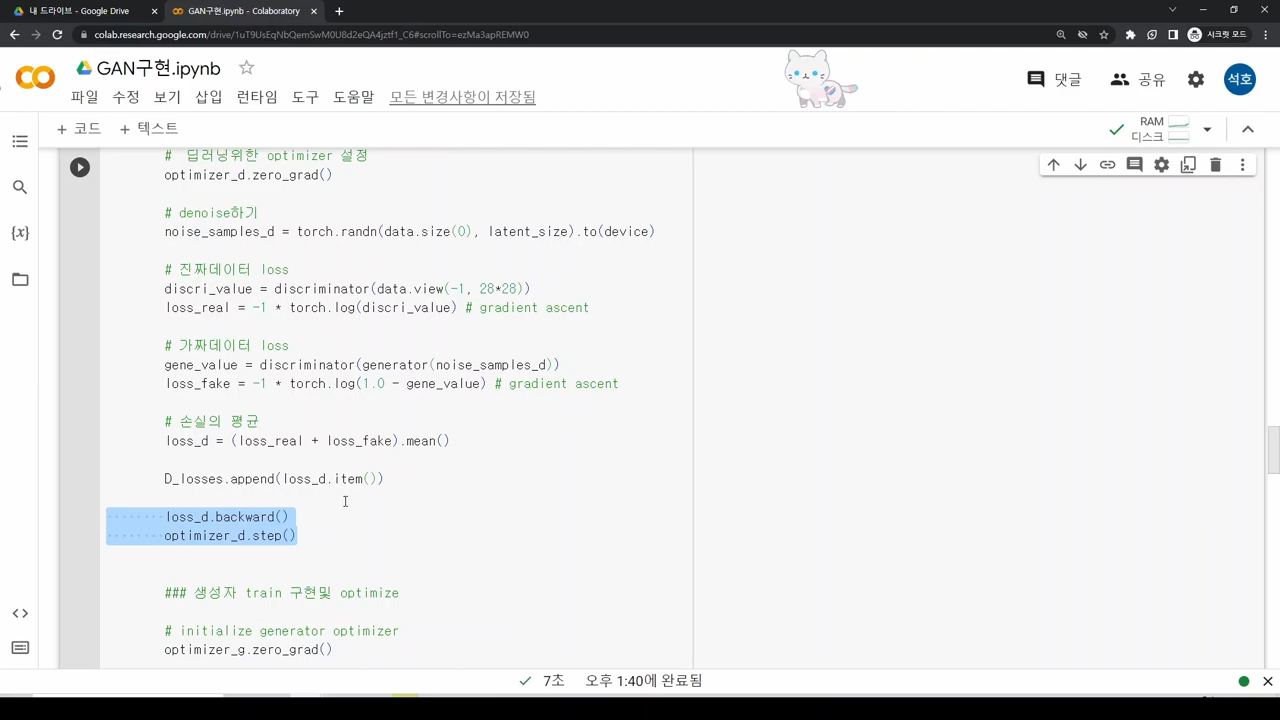 내 드라이브 - Google Drive
GAN구현.ipynb - Colaboratory
colab.research.google.com/drive/1uT9UsEqNbQemSwM0U8d2eQA4jztf1_C6#scrollTo=ezMa3apREMW0
시크릿 모드
GAN구현.ipynb
댓글
공유
석호
파일 수정 보기 삽입 런타임 도구 도움말 모든 변경사항이 저장됨
+ 코드 + 텍스트
RAM
디스크
# 딥러닝위한 optimizer 설정
optimizer_d.zero_grad()
# denoise하기
noise_samples_d = torch.randn(data.size(0), latent_size).to(device)
# 진짜데이터 loss
discri_value = discriminator(data.view(-1, 28*28))
loss_real = -1 * torch.log(discri_value) # gradient ascent
# 가짜데이터 loss
gene_value = discriminator(generator(noise_samples_d))
loss_fake = -1 * torch.log(1.0 - gene_value) # gradient ascent
# 손실의 평균
loss_d = (loss_real + loss_fake).mean()
D_losses.append(loss_d.item())
loss_d.backward()
optimizer_d.step()
### 생성자 train 구현및 optimize
# initialize generator optimizer
optimizer_g.zero_grad()
7초 오후 1:40에 완료됨